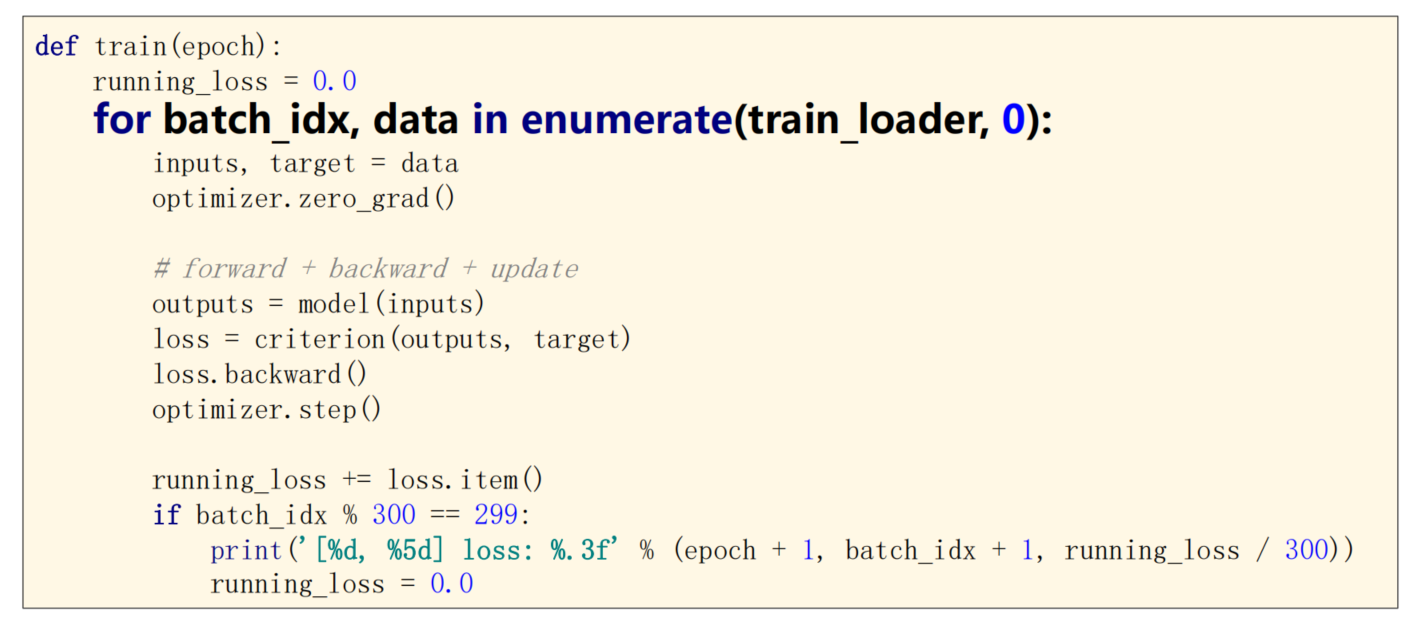 def train(epoch):
    running_loss = 0.0
    for batch_idx, data in enumerate(train_loader, 0):
        inputs, target = data
        optimizer.zero_grad()

        # forward + backward + update
        outputs = model(inputs)
        loss = criterion(outputs, target)
        loss.backward()
        optimizer.step()

        running_loss += loss.item()
        if batch_idx % 300 == 299:
            print('[%d, %5d] loss: %.3f' % (epoch + 1, batch_idx + 1, running_loss / 300))
            running_loss = 0.0